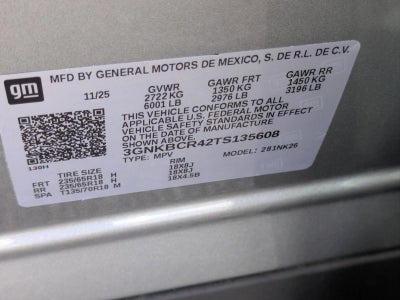 gm
MFD BY GENERAL MOTORS DE MEXICO, S. DE R.L. DE C.V.
11/25 GVWR GAWR FRT GAWR RR
2722 KG 1350 KG 1450 KG
6001 LB 2976 LB 3196 LB
THIS VEHICLE CONFORMS TO ALL
APPLICABLE U.S. FEDERAL MOTOR
VEHICLE SAFETY STANDARDS IN EFFECT
ON THE DATE OF MANUFACTURE SHOWN ABOVE.
3GNKBCR42TS135608
TYPE: MPV MODEL: 281NK26
TIRE SIZE RIM
FRT 235/65R18 H 18X8J
RR 235/65R18 H 18X8J
SPA T135/70R18 M 18X4.5B